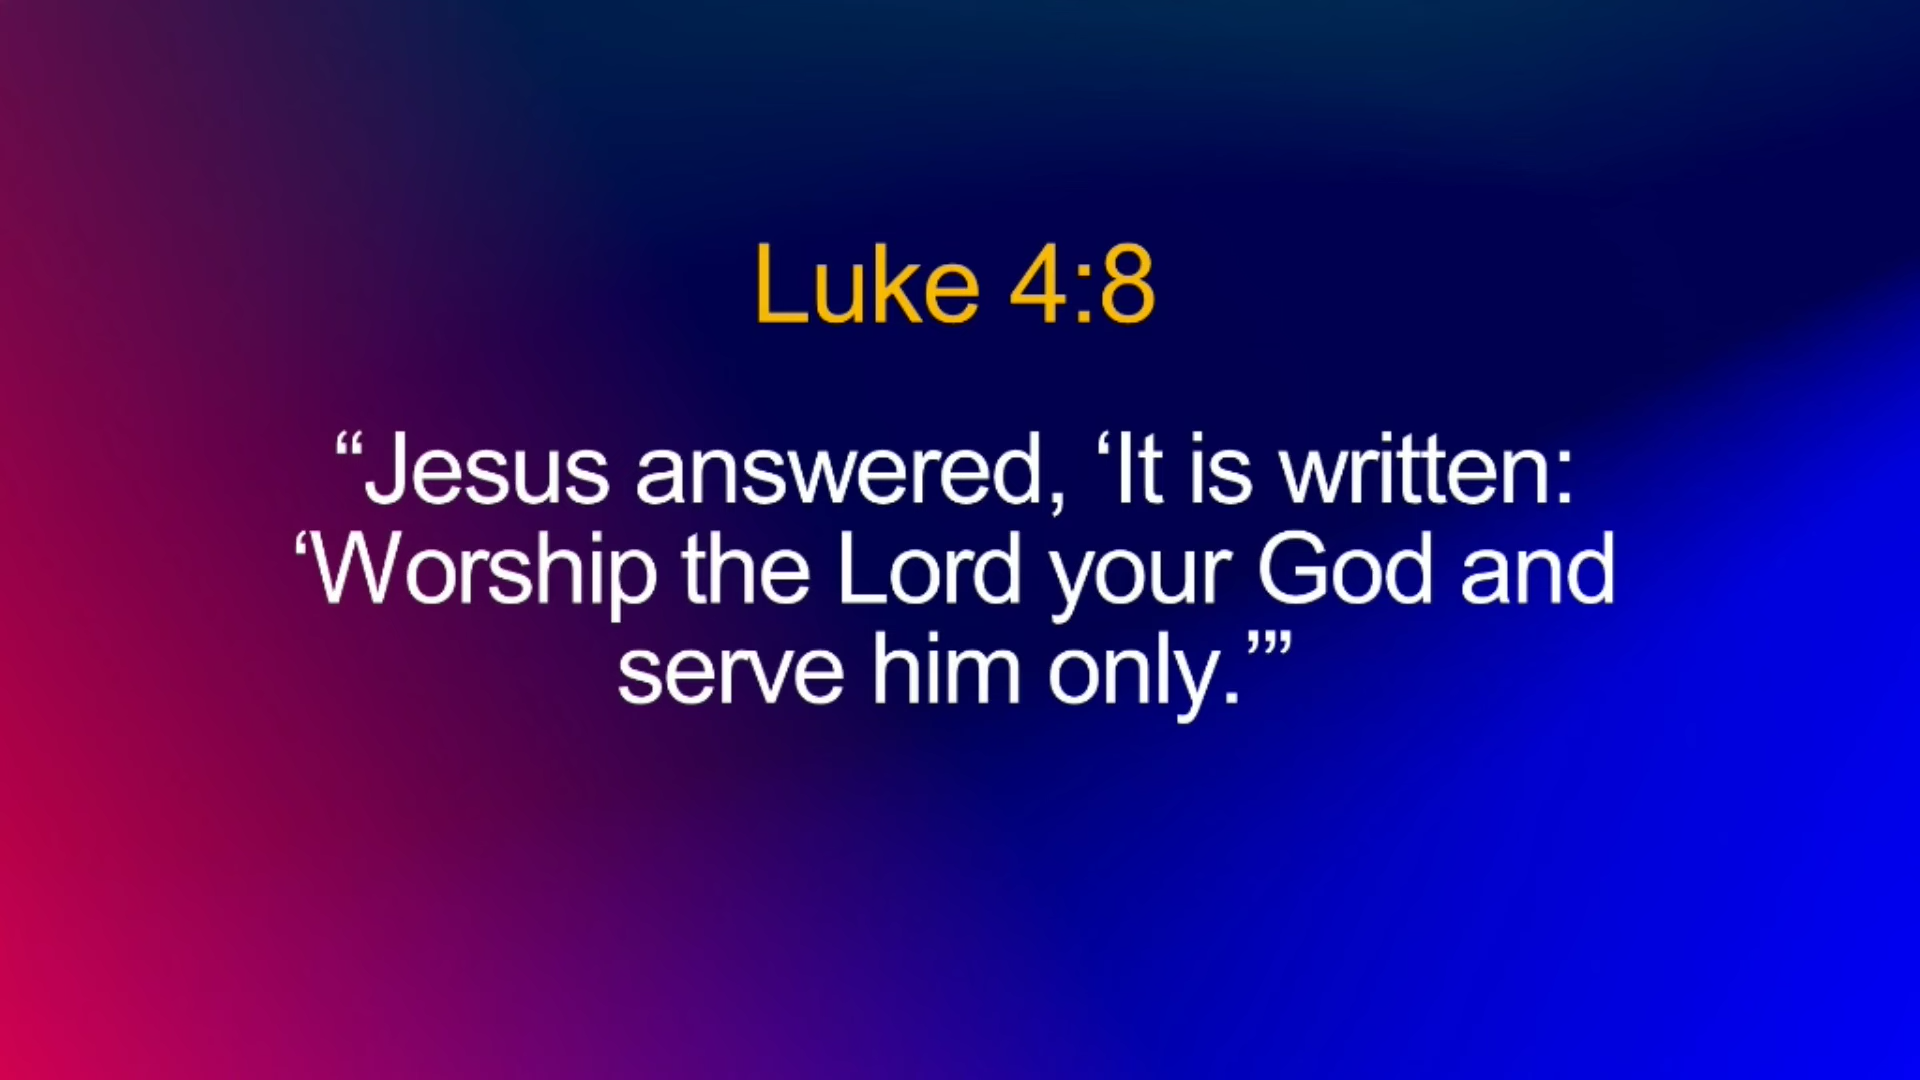 Luke 4:8
“Jesus answered, ‘It is written:
‘Worship the Lord your God and
serve him only.’”